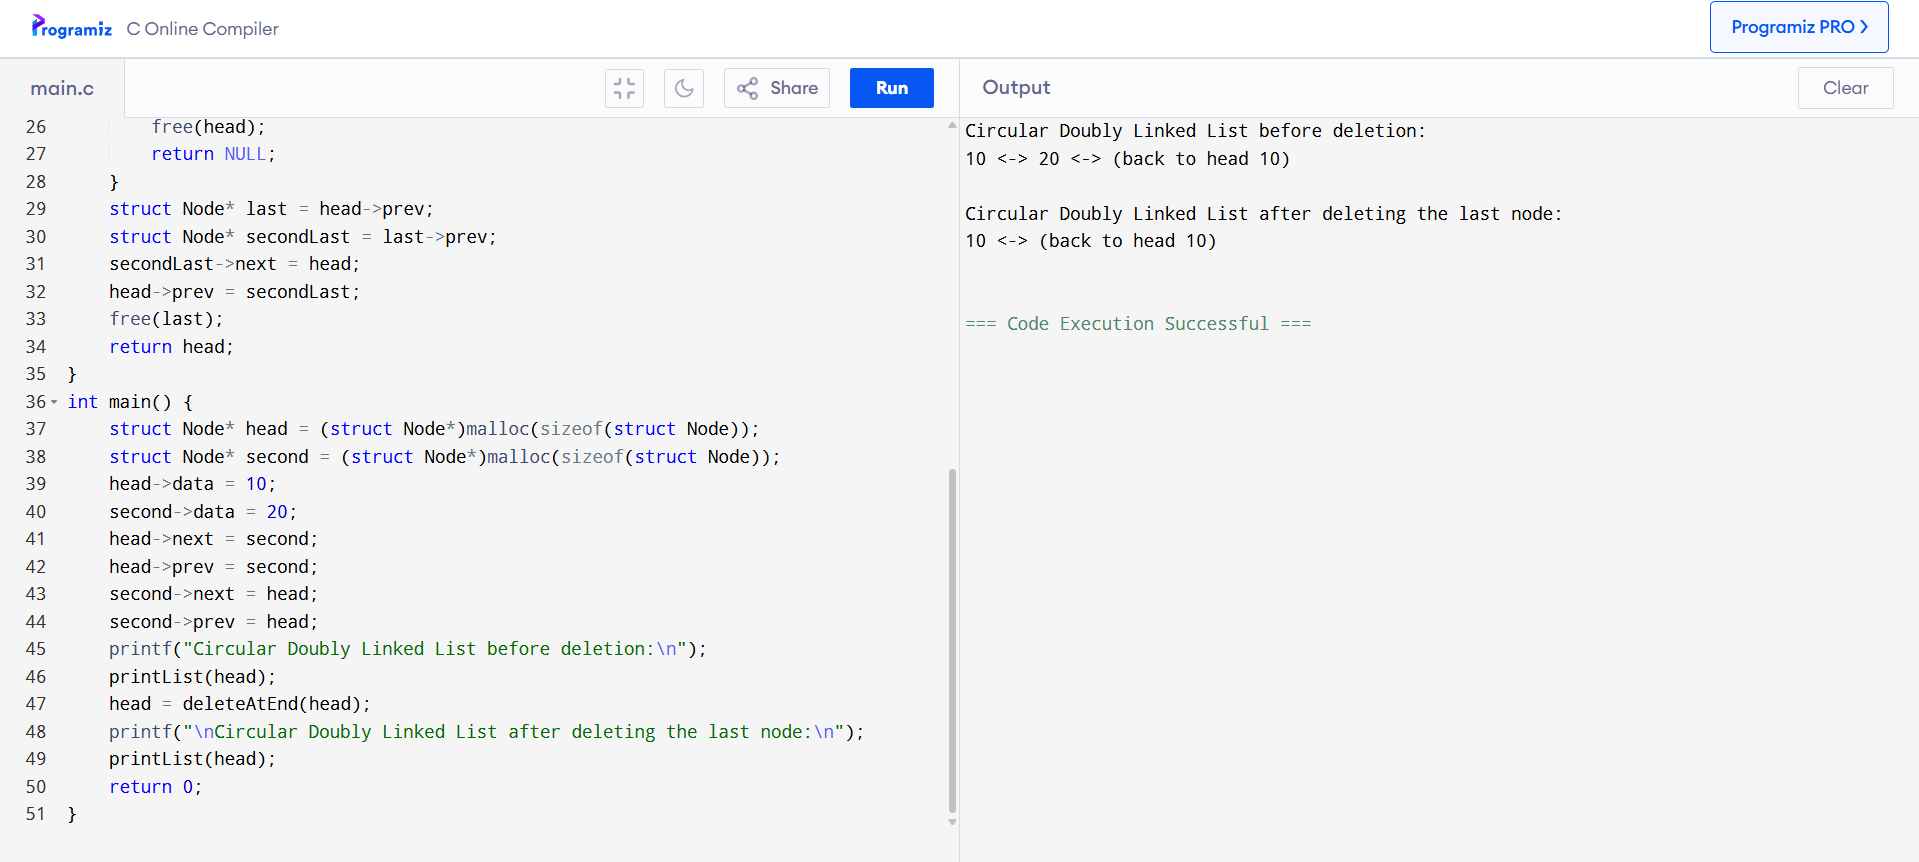 Programiz C Online Compiler
Programiz PRO >
main.c
Share
Run
26         free(head);
27         return NULL;
28     }
29     struct Node* last = head->prev;
30     struct Node* secondLast = last->prev;
31     secondLast->next = head;
32     head->prev = secondLast;
33     free(last);
34     return head;
35 }
36 int main() {
37     struct Node* head = (struct Node*)malloc(sizeof(struct Node));
38     struct Node* second = (struct Node*)malloc(sizeof(struct Node));
39     head->data = 10;
40     second->data = 20;
41     head->next = second;
42     head->prev = second;
43     second->next = head;
44     second->prev = head;
45     printf("Circular Doubly Linked List before deletion:\n");
46     printList(head);
47     head = deleteAtEnd(head);
48     printf("\nCircular Doubly Linked List after deleting the last node:\n");
49     printList(head);
50     return 0;
51 }
Output
Clear
Circular Doubly Linked List before deletion:
10 <-> 20 <-> (back to head 10)
Circular Doubly Linked List after deleting the last node:
10 <-> (back to head 10)
=== Code Execution Successful ===